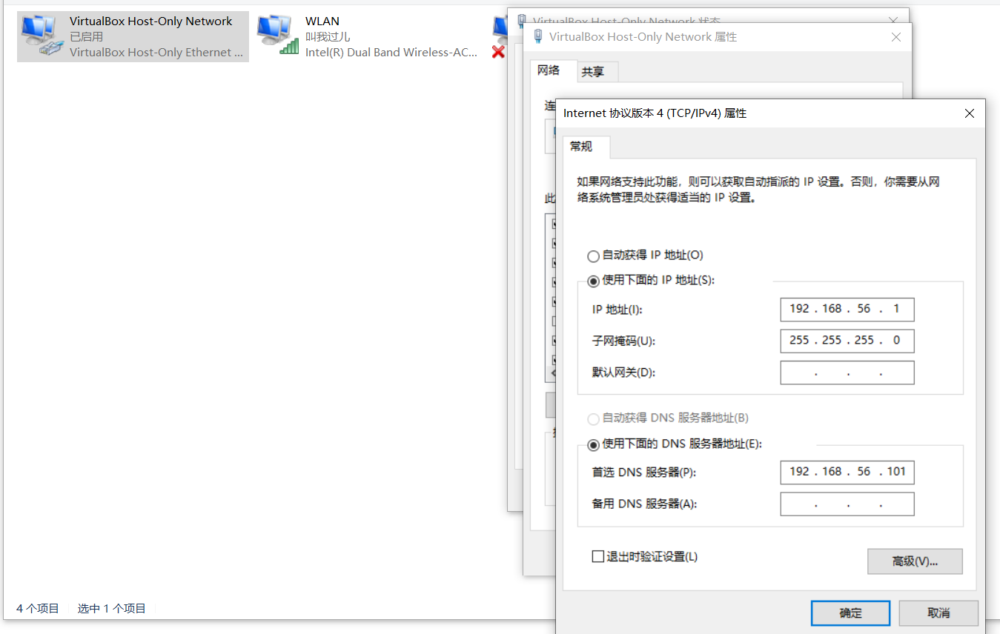 VirtualBox Host-Only Network
已启用
VirtualBox Host-Only Ethernet ...
WLAN
叫我过儿
Intel(R) Dual Band Wireless-AC...
VirtualBox Host-Only Network 状态
VirtualBox Host-Only Network 属性
网络
共享
连
此
Internet 协议版本 4 (TCP/IPv4) 属性
常规
如果网络支持此功能，则可以获取自动指派的 IP 设置。否则，你需要从网
络系统管理员处获得适当的 IP 设置。
自动获得 IP 地址(O)
使用下面的 IP 地址(S):
IP 地址(I):
192 . 168 . 56 . 1
子网掩码(U):
255 . 255 . 255 . 0
默认网关(D):
. . .
自动获得 DNS 服务器地址(B)
使用下面的 DNS 服务器地址(E):
首选 DNS 服务器(P):
192 . 168 . 56 . 101
备用 DNS 服务器(A):
. . .
退出时验证设置(L)
高级(V)...
确定
取消
4 个项目
选中 1 个项目